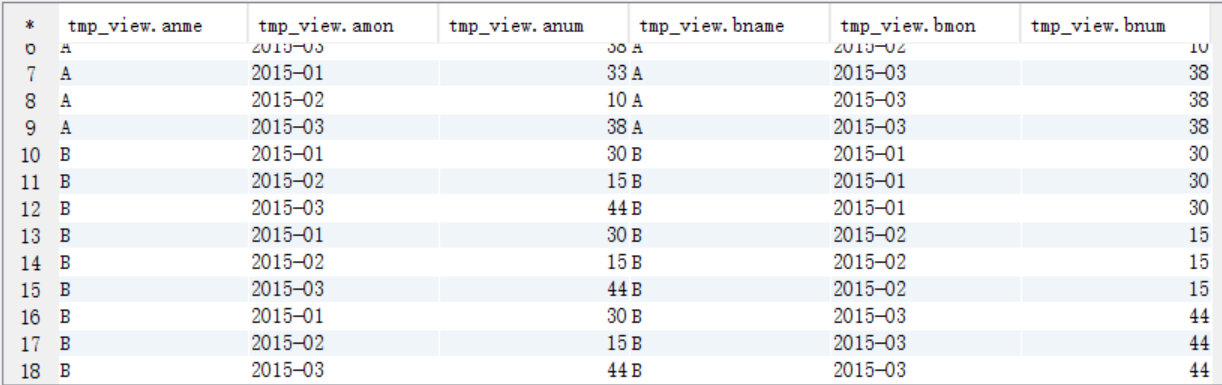 * tmp_view.anme tmp_view.amon tmp_view.anum tmp_view.bname tmp_view.bmon tmp_view.bnum
6 A 2015-03 38 A 2015-02 10
7 A 2015-01 33 A 2015-03 38
8 A 2015-02 10 A 2015-03 38
9 A 2015-03 38 A 2015-03 38
10 B 2015-01 30 B 2015-01 30
11 B 2015-02 15 B 2015-01 30
12 B 2015-03 44 B 2015-01 30
13 B 2015-01 30 B 2015-02 15
14 B 2015-02 15 B 2015-02 15
15 B 2015-03 44 B 2015-02 15
16 B 2015-01 30 B 2015-03 44
17 B 2015-02 15 B 2015-03 44
18 B 2015-03 44 B 2015-03 44